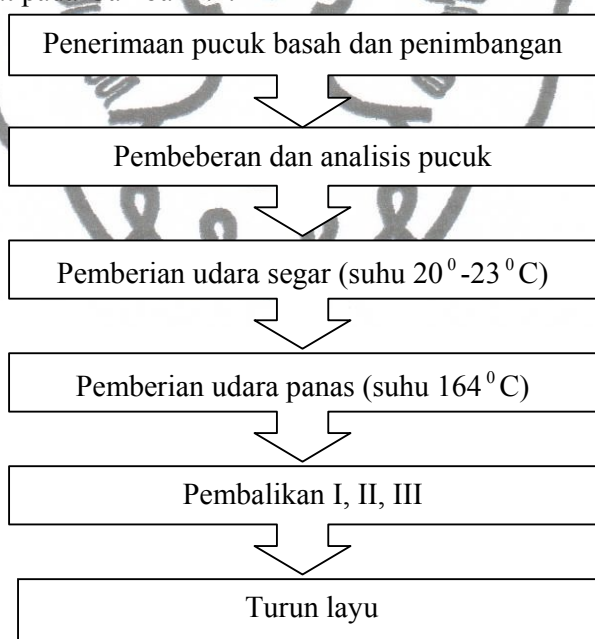 Penerimaan pucuk basah dan penimbangan
Pembeberan dan analisis pucuk
Pemberian udara segar (suhu 20⁰-23⁰C)
Pemberian udara panas (suhu 164⁰C)
Pembalikan I, II, III
Turun layu